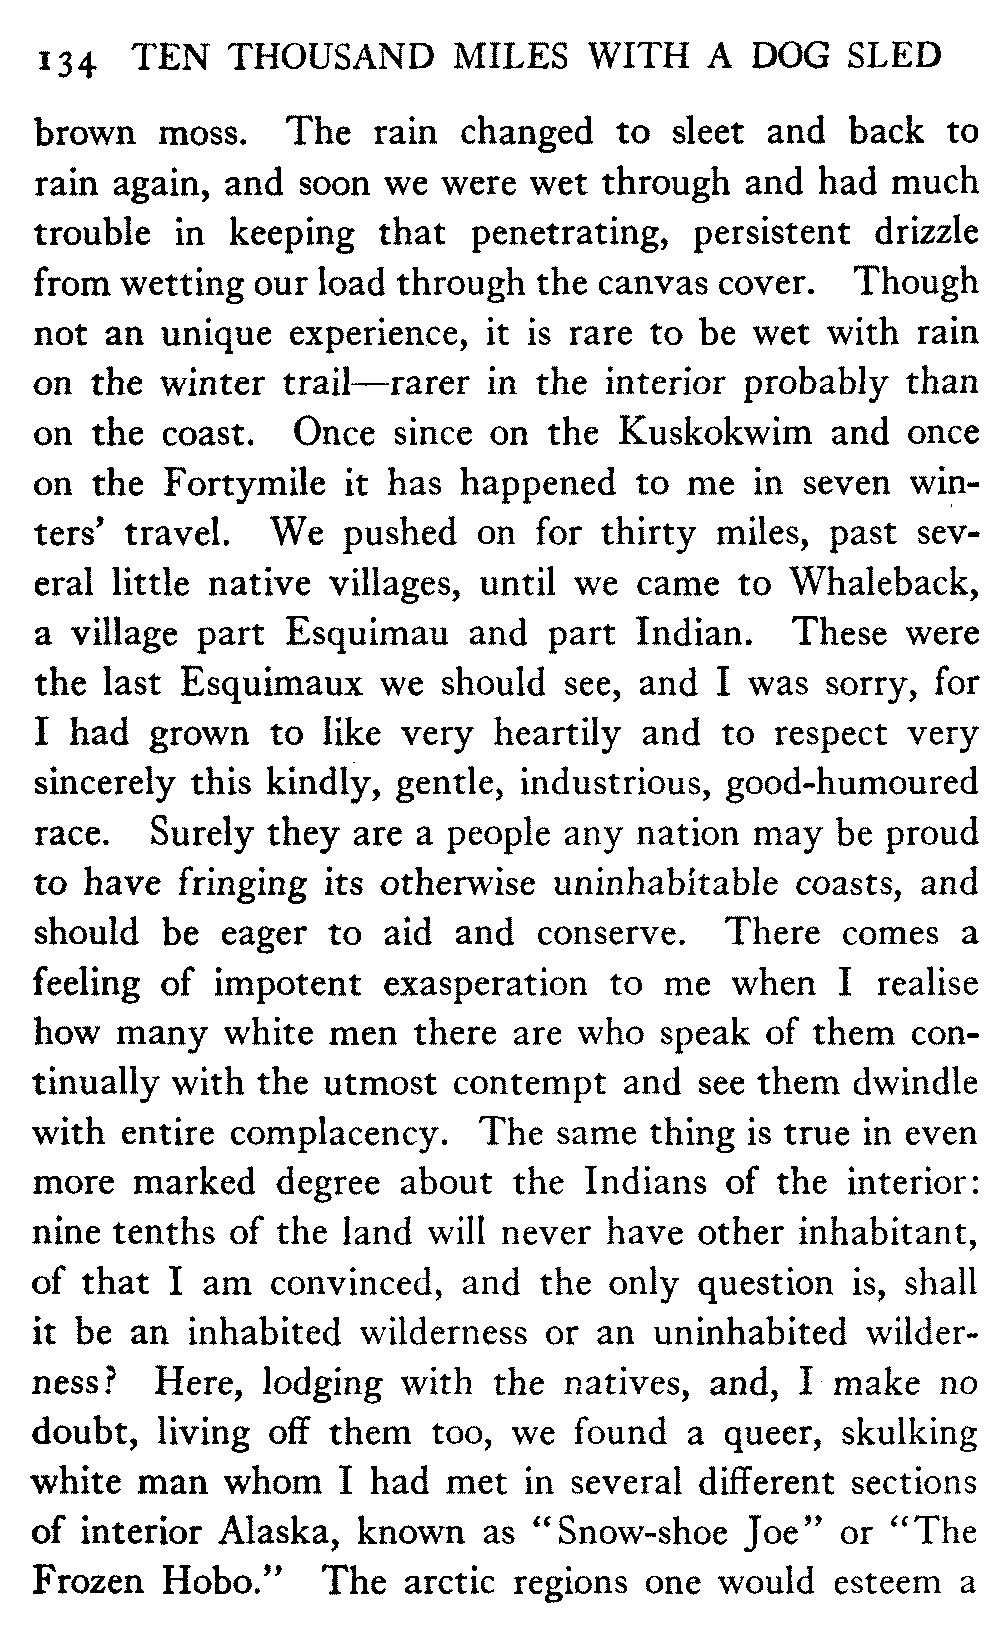 134 TEN THOUSAND MILES WITH A DOG SLED
brown moss. The rain changed to sleet and back to
rain again, and soon we were wet through and had much
trouble in keeping that penetrating, persistent drizzle
from wetting our load through the canvas cover. Though
not an unique experience, it is rare to be wet with rain
on the winter trail—rarer in the interior probably than
on the coast. Once since on the Kuskokwim and once
on the Fortymile it has happened to me in seven win-
ters' travel. We pushed on for thirty miles, past sev-
eral little native villages, until we came to Whaleback,
a village part Esquimau and part Indian. These were
the last Esquimaux we should see, and I was sorry, for
I had grown to like very heartily and to respect very
sincerely this kindly, gentle, industrious, good-humoured
race. Surely they are a people any nation may be proud
to have fringing its otherwise uninhabitable coasts, and
should be eager to aid and conserve. There comes a
feeling of impotent exasperation to me when I realise
how many white men there are who speak of them con-
tinually with the utmost contempt and see them dwindle
with entire complacency. The same thing is true in even
more marked degree about the Indians of the interior:
nine tenths of the land will never have other inhabitant,
of that I am convinced, and the only question is, shall
it be an inhabited wilderness or an uninhabited wilder-
ness? Here, lodging with the natives, and, I make no
doubt, living off them too, we found a queer, skulking
white man whom I had met in several different sections
of interior Alaska, known as "Snow-shoe Joe" or "The
Frozen Hobo." The arctic regions one would esteem a